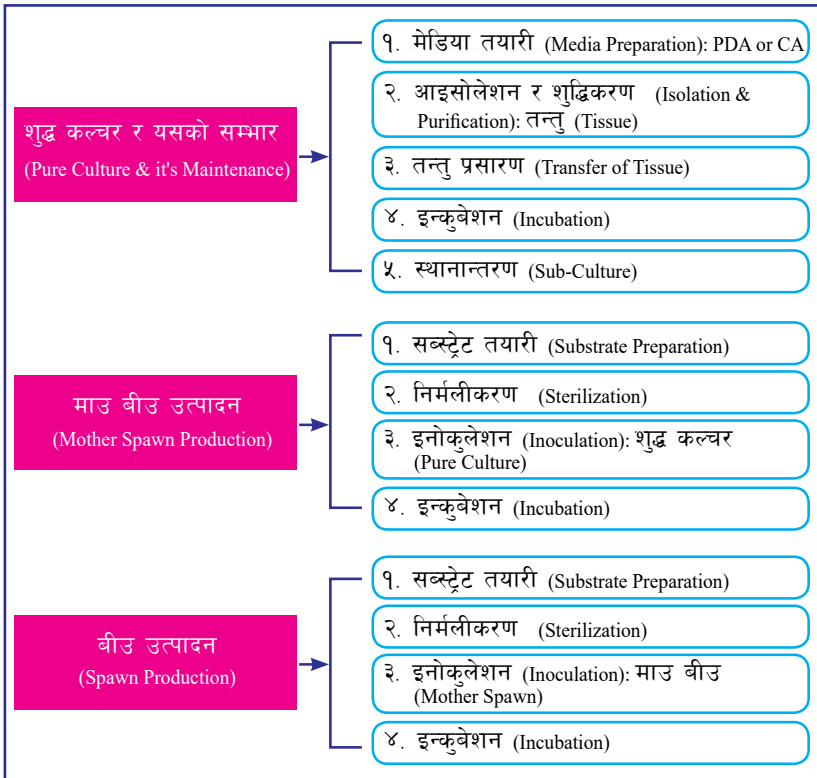 शुद्ध कल्चर र यसको सम्भार
(Pure Culture & it's Maintenance)
१. मेडिया तयारी (Media Preparation): PDA or CA
२. आइसोलेशन र शुद्धिकरण (Isolation &
Purification): तन्तु (Tissue)
३. तन्तु प्रसारण (Transfer of Tissue)
४. इन्कुबेशन (Incubation)
५. स्थानान्तरण (Sub-Culture)
माउ बीउ उत्पादन
(Mother Spawn Production)
१. सब्स्ट्रेट तयारी (Substrate Preparation)
२. निर्मलीकरण (Sterilization)
३. इनोकुलेशन (Inoculation): शुद्ध कल्चर
(Pure Culture)
४. इन्कुबेशन (Incubation)
बीउ उत्पादन
(Spawn Production)
१. सब्स्ट्रेट तयारी (Substrate Preparation)
२. निर्मलीकरण (Sterilization)
३. इनोकुलेशन (Inoculation): माउ बीउ
(Mother Spawn)
४. इन्कुबेशन (Incubation)